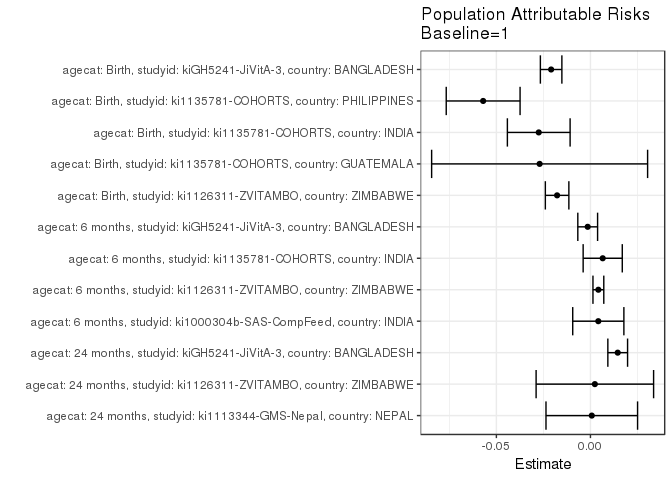 Population Attributable Risks
Baseline=1
agecat: Birth, studyid: kiGH5241-JiVitA-3, country: BANGLADESH
agecat: Birth, studyid: ki1135781-COHORTS, country: PHILIPPINES
agecat: Birth, studyid: ki1135781-COHORTS, country: INDIA
agecat: Birth, studyid: ki1135781-COHORTS, country: GUATEMALA
agecat: Birth, studyid: ki1126311-ZVITAMBO, country: ZIMBABWE
agecat: 6 months, studyid: kiGH5241-JiVitA-3, country: BANGLADESH
agecat: 6 months, studyid: ki1135781-COHORTS, country: INDIA
agecat: 6 months, studyid: ki1126311-ZVITAMBO, country: ZIMBABWE
agecat: 6 months, studyid: ki1000304b-SAS-CompFeed, country: INDIA
agecat: 24 months, studyid: kiGH5241-JiVitA-3, country: BANGLADESH
agecat: 24 months, studyid: ki1126311-ZVITAMBO, country: ZIMBABWE
agecat: 24 months, studyid: ki1113344-GMS-Nepal, country: NEPAL
-0.05 0.00
Estimate